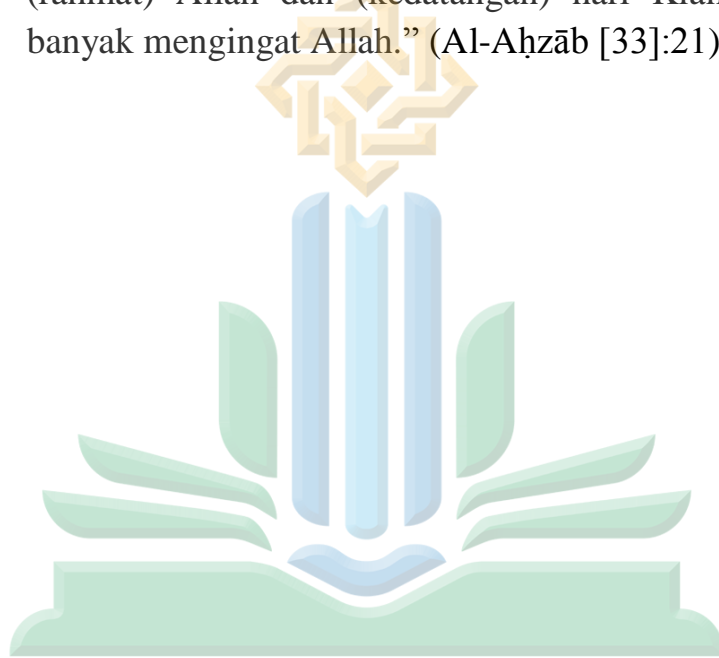 (rahmat) Allah dan (kedatangan) hari
banyak mengingat Allah.” (Al-Aḥzāb [33]:21)